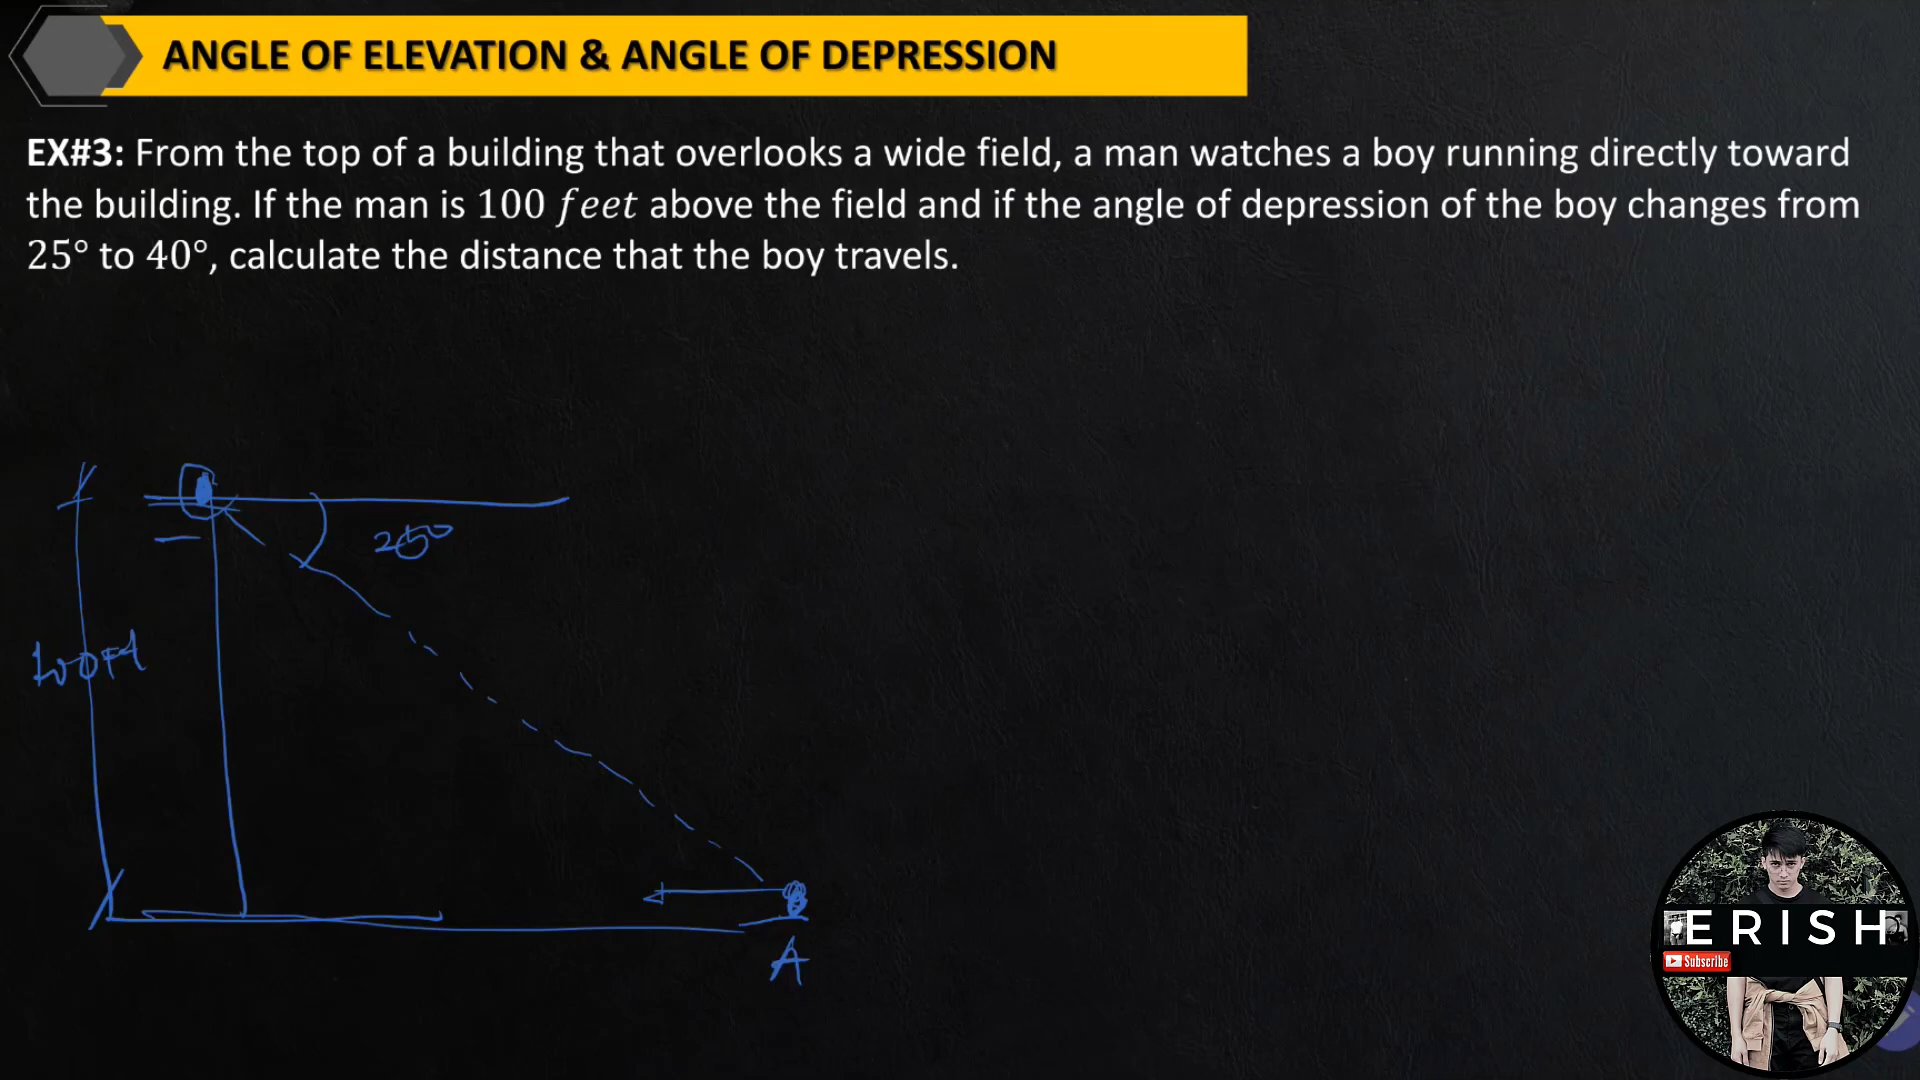 ANGLE OF ELEVATION & ANGLE OF DEPRESSION
EX#3: From the top of a building that overlooks a wide field, a man watches a boy running directly toward
the building. If the man is 100 feet above the field and if the angle of depression of the boy changes from
25° to 40°, calculate the distance that the boy travels.
25°
100ft
A
ERISH
Subscribe